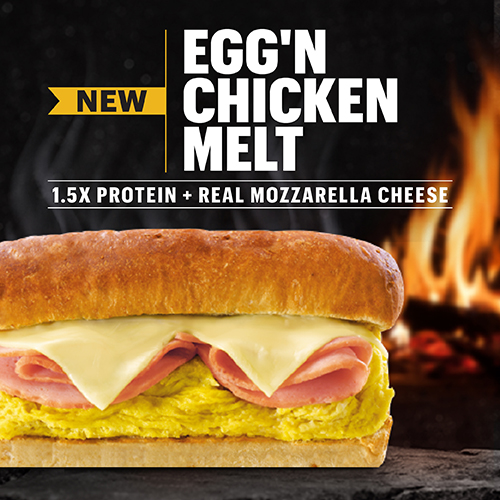 NEW
EGG'N
CHICKEN
MELT
1.5X PROTEIN + REAL MOZZARELLA CHEESE